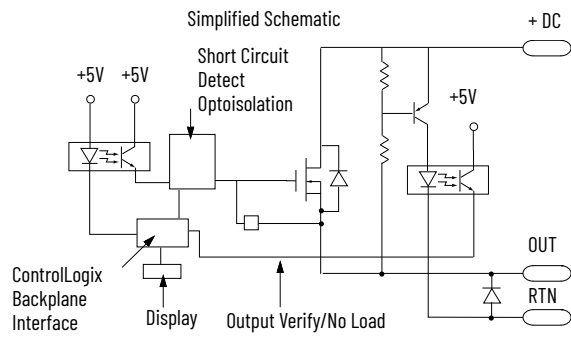 Simplified Schematic
+ DC
Short Circuit
Detect
Optoisolation
+5V
+5V
+5V
OUT
RTN
ControlLogix
Backplane
Interface
Display
Output Verify/No Load